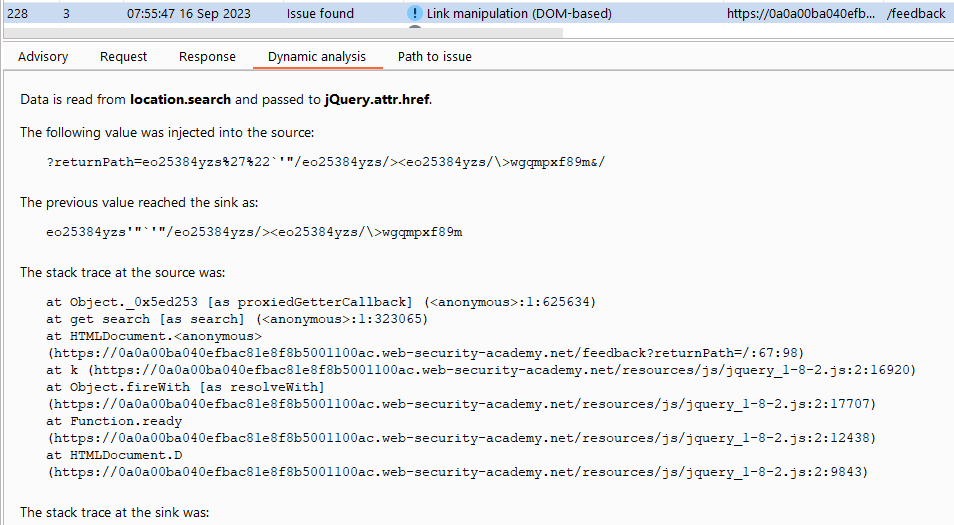 228 3 07:55:47 16 Sep 2023 Issue found ! Link manipulation (DOM-based) https://0a0a00ba040efb... /feedback
Advisory Request Response Dynamic analysis Path to issue
Data is read from location.search and passed to jQuery.attr.href.
The following value was injected into the source:
?returnPath=eo25384yzs%27%22`'"/eo25384yzs/><eo25384yzs/\>wgqmpxf89m&/
The previous value reached the sink as:
eo25384yzs'"`'"/eo25384yzs/><eo25384yzs/\>wgqmpxf89m
The stack trace at the source was:
at Object._0x5ed253 [as proxiedGetterCallback] (<anonymous>:1:625634)
at get search [as search] (<anonymous>:1:323065)
at HTMLDocument.<anonymous>
(https://0a0a00ba040efbac81e8f8b5001100ac.web-security-academy.net/feedback?returnPath=/:67:98)
at k (https://0a0a00ba040efbac81e8f8b5001100ac.web-security-academy.net/resources/js/jquery_1-8-2.js:2:16920)
at Object.fireWith [as resolveWith]
(https://0a0a00ba040efbac81e8f8b5001100ac.web-security-academy.net/resources/js/jquery_1-8-2.js:2:17707)
at Function.ready
(https://0a0a00ba040efbac81e8f8b5001100ac.web-security-academy.net/resources/js/jquery_1-8-2.js:2:12438)
at HTMLDocument.D
(https://0a0a00ba040efbac81e8f8b5001100ac.web-security-academy.net/resources/js/jquery_1-8-2.js:2:9843)
The stack trace at the sink was: